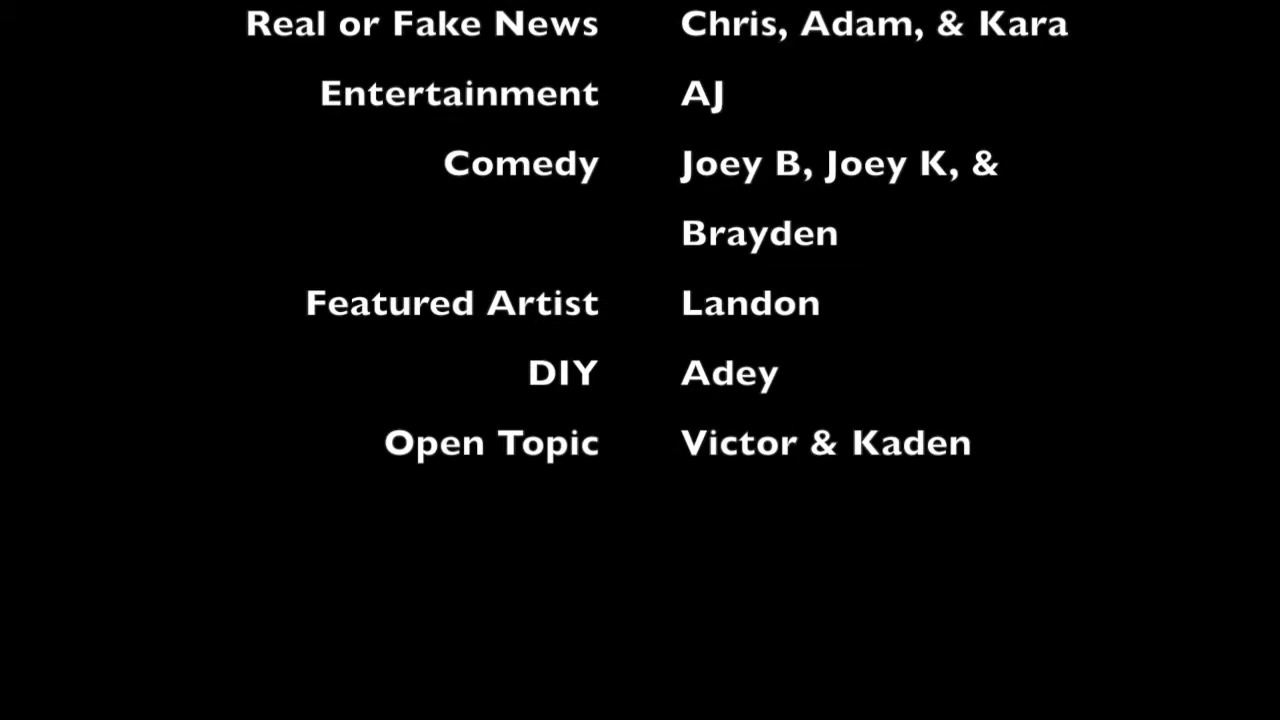 Real or Fake News Chris, Adam, & Kara
Entertainment AJ
Comedy Joey B, Joey K, &
Brayden
Featured Artist Landon
DIY Adey
Open Topic Victor & Kaden